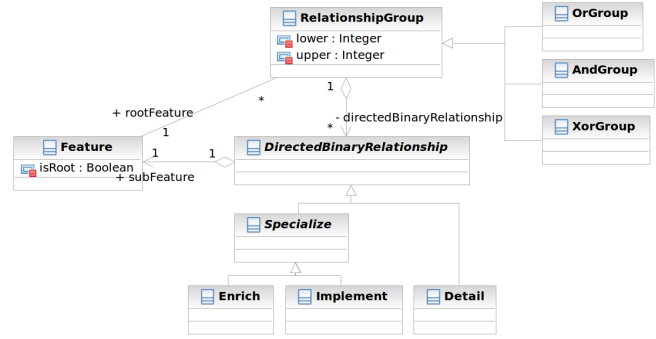 RelationshipGroup
lower : Integer
upper : Integer
OrGroup
AndGroup
XorGroup
1
*
+ rootFeature
1
- directedBinaryRelationship
*
Feature
isRoot : Boolean
1
1
+ subFeature
DirectedBinaryRelationship
Specialize
Enrich
Implement
Detail